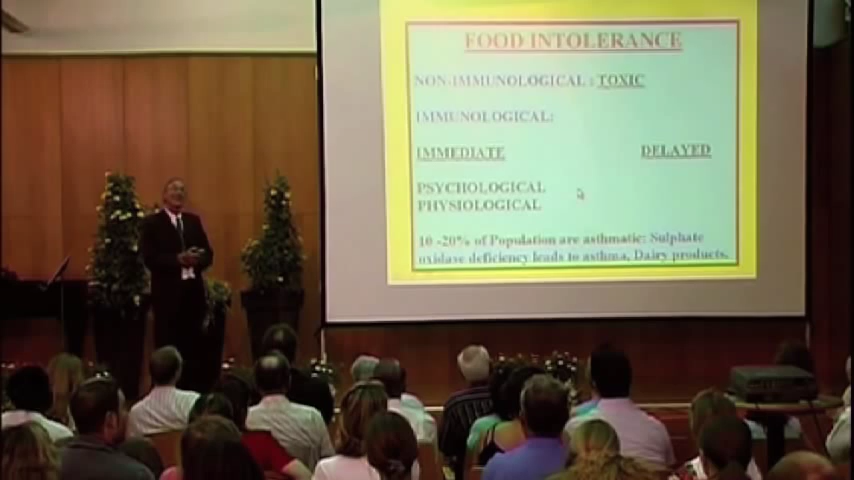 FOOD INTOLERANCE
NON-IMMUNOLOGICAL : TOXIC
IMMUNOLOGICAL:
IMMEDIATE DELAYED
PSYCHOLOGICAL
PHYSIOLOGICAL
10 -20% of Population are asthmatic: Sulphate
oxidase deficiency leads to asthma, Dairy products.